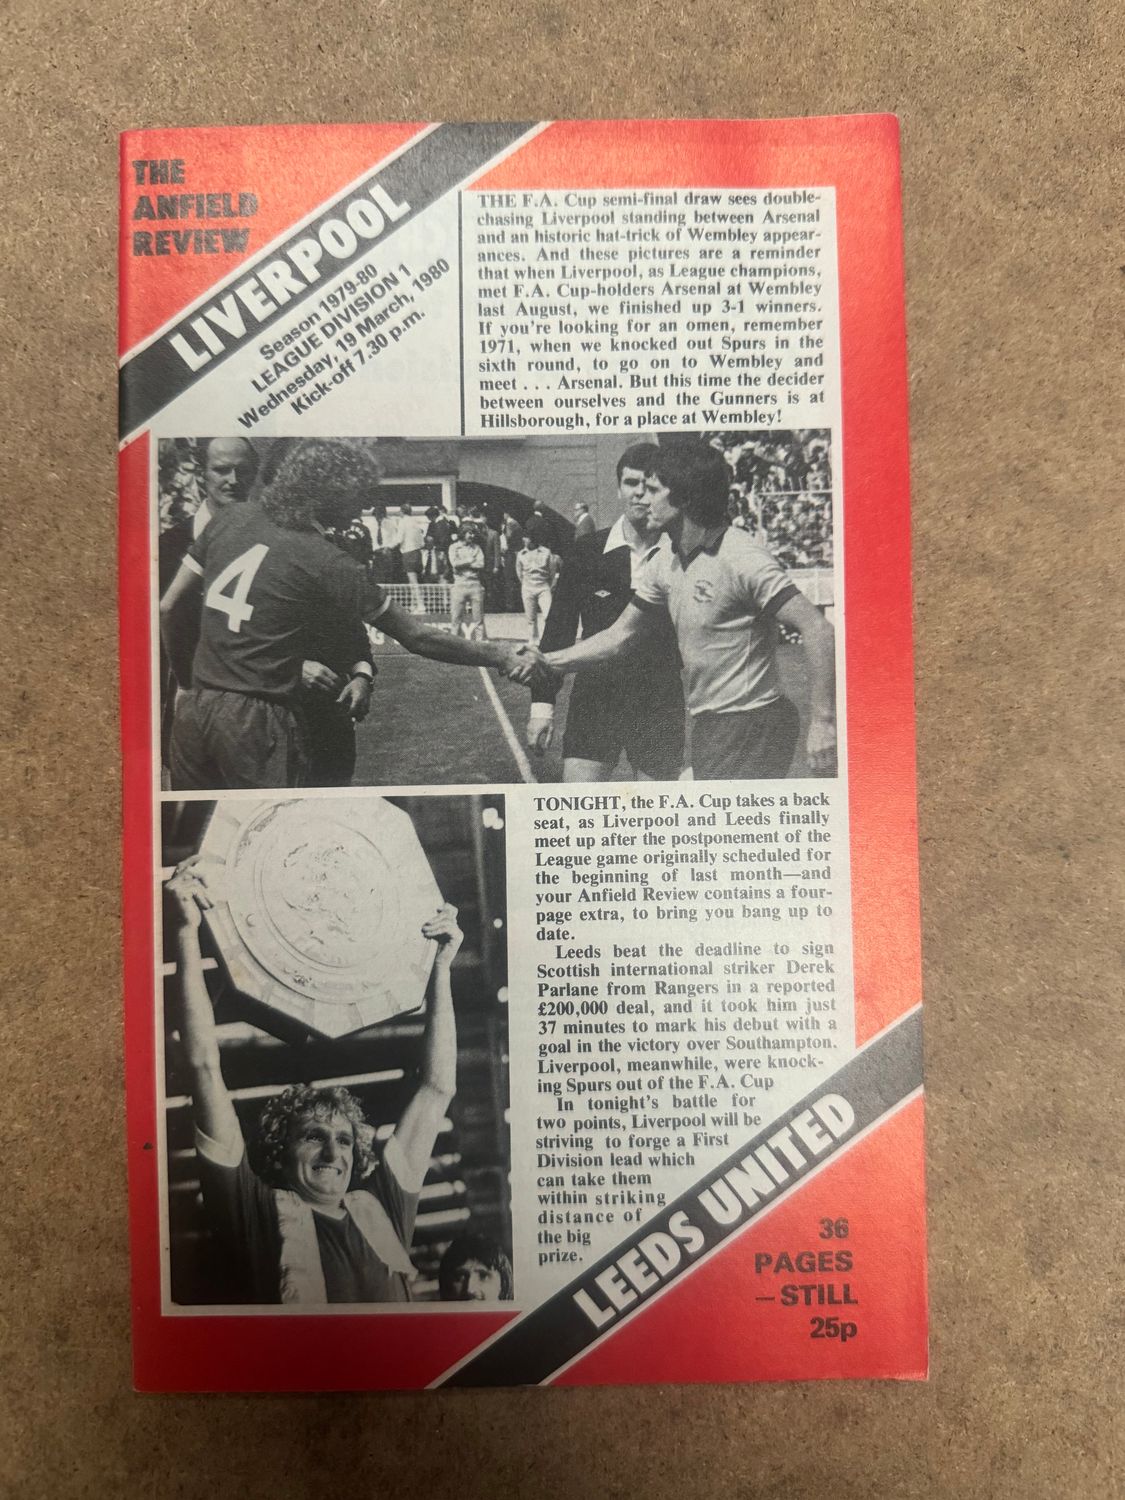 THE
ANFIELD
REVIEW
LIVERPOOL
Season 1979-80
LEAGUE DIVISION 1
Wednesday, 19 March, 1980
Kick-off 7.30 p.m.
THE F.A. Cup semi-final draw sees double-
chasing Liverpool standing between Arsenal
and an historic hat-trick of Wembley appear-
ances. And these pictures are a reminder
that when Liverpool, as League champions,
met F.A. Cup-holders Arsenal at Wembley
last August, we finished up 3-1 winners.
If you're looking for an omen, remember
1971, when we knocked out Spurs in the
sixth round, to go on to Wembley and
meet . . . Arsenal. But this time the decider
between ourselves and the Gunners is at
Hillsborough, for a place at Wembley!
4
TONIGHT, the F.A. Cup takes a back
seat, as Liverpool and Leeds finally
meet up after the postponement of the
League game originally scheduled for
the beginning of last month—and
your Anfield Review contains a four-
page extra, to bring you bang up to
date.
Leeds beat the deadline to sign
Scottish international striker Derek
Parlane from Rangers in a reported
£200,000 deal, and it took him just
37 minutes to mark his debut with a
goal in the victory over Southampton.
Liverpool, meanwhile, were knock-
ing Spurs out of the F.A. Cup
In tonight's battle for
two points, Liverpool will be
striving to forge a First
Division lead which
can take them
within striking
distance of
the big
prize.
LEEDS UNITED
36
PAGES
—STILL
25p